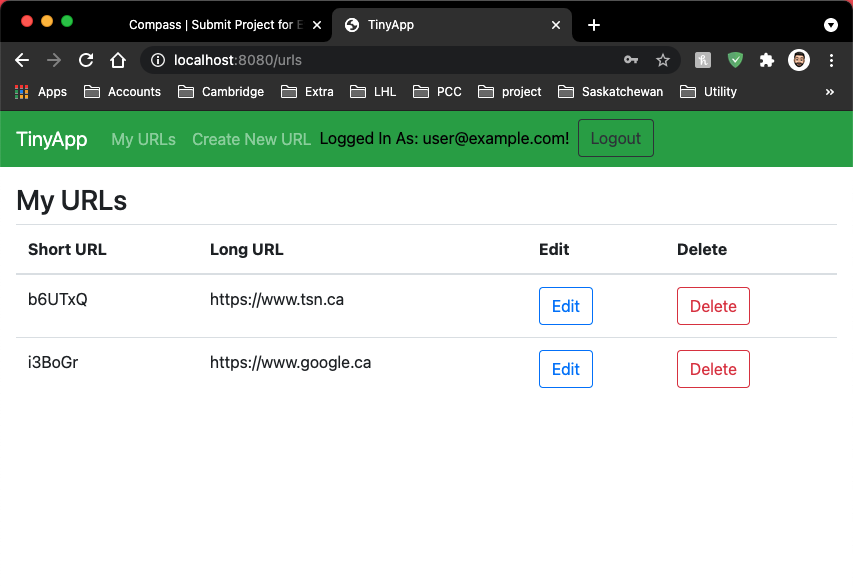 Compass | Submit Project for E
TinyApp
localhost:8080/urls
Apps Accounts Cambridge Extra LHL PCC project Saskatchewan Utility »
TinyApp My URLs Create New URL Logged In As: user@example.com! Logout
My URLs
Short URL Long URL Edit Delete
b6UTxQ https://www.tsn.ca Edit Delete
i3BoGr https://www.google.ca Edit Delete